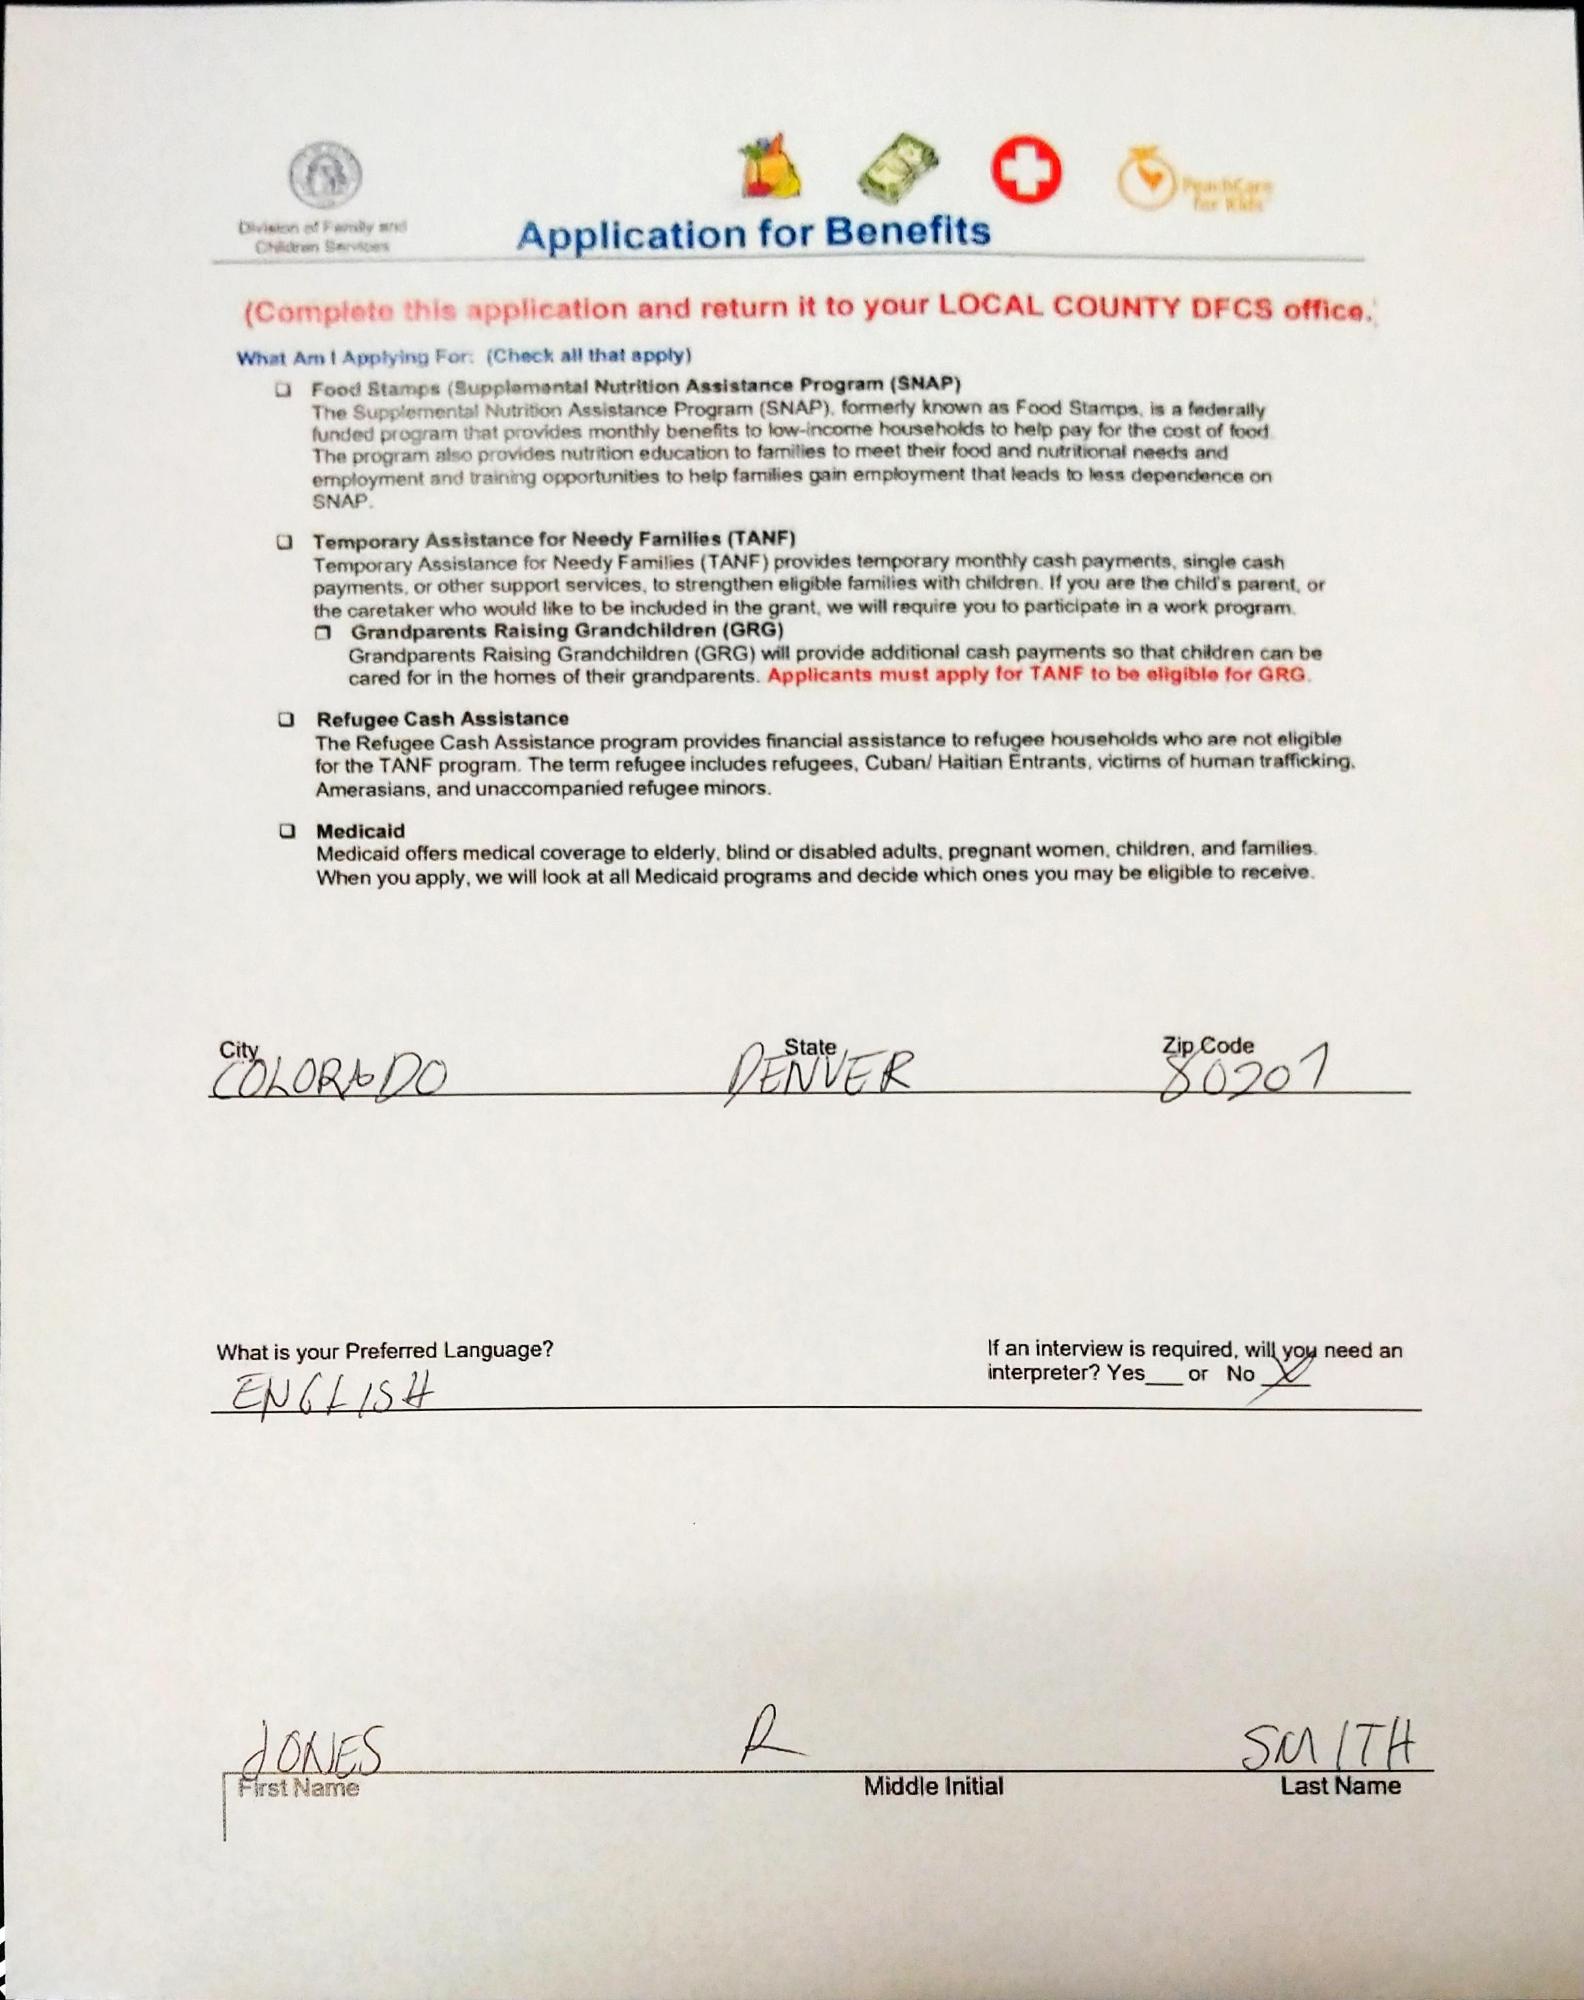 Division of Family and
Children Services
PeachCare
for Kids
Application for Benefits
(Complete this application and return it to your LOCAL COUNTY DFCS office.)
What Am I Applying For: (Check all that apply)
❑ Food Stamps (Supplemental Nutrition Assistance Program (SNAP)
The Supplemental Nutrition Assistance Program (SNAP), formerly known as Food Stamps, is a federally
funded program that provides monthly benefits to low-income households to help pay for the cost of food.
The program also provides nutrition education to families to meet their food and nutritional needs and
employment and training opportunities to help families gain employment that leads to less dependence on
SNAP.
❑ Temporary Assistance for Needy Families (TANF)
Temporary Assistance for Needy Families (TANF) provides temporary monthly cash payments, single cash
payments, or other support services, to strengthen eligible families with children. If you are the child's parent, or
the caretaker who would like to be included in the grant, we will require you to participate in a work program.
❑ Grandparents Raising Grandchildren (GRG)
Grandparents Raising Grandchildren (GRG) will provide additional cash payments so that children can be
cared for in the homes of their grandparents. Applicants must apply for TANF to be eligible for GRG.
❑ Refugee Cash Assistance
The Refugee Cash Assistance program provides financial assistance to refugee households who are not eligible
for the TANF program. The term refugee includes refugees, Cuban/ Haitian Entrants, victims of human trafficking,
Amerasians, and unaccompanied refugee minors.
❑ Medicaid
Medicaid offers medical coverage to elderly, blind or disabled adults, pregnant women, children, and families.
When you apply, we will look at all Medicaid programs and decide which ones you may be eligible to receive.
City State Zip Code
COLORADO DENVER 80207
What is your Preferred Language? If an interview is required, will you need an
interpreter? Yes___ or No X
ENGLISH
JONES R SMITH
First Name Middle Initial Last Name